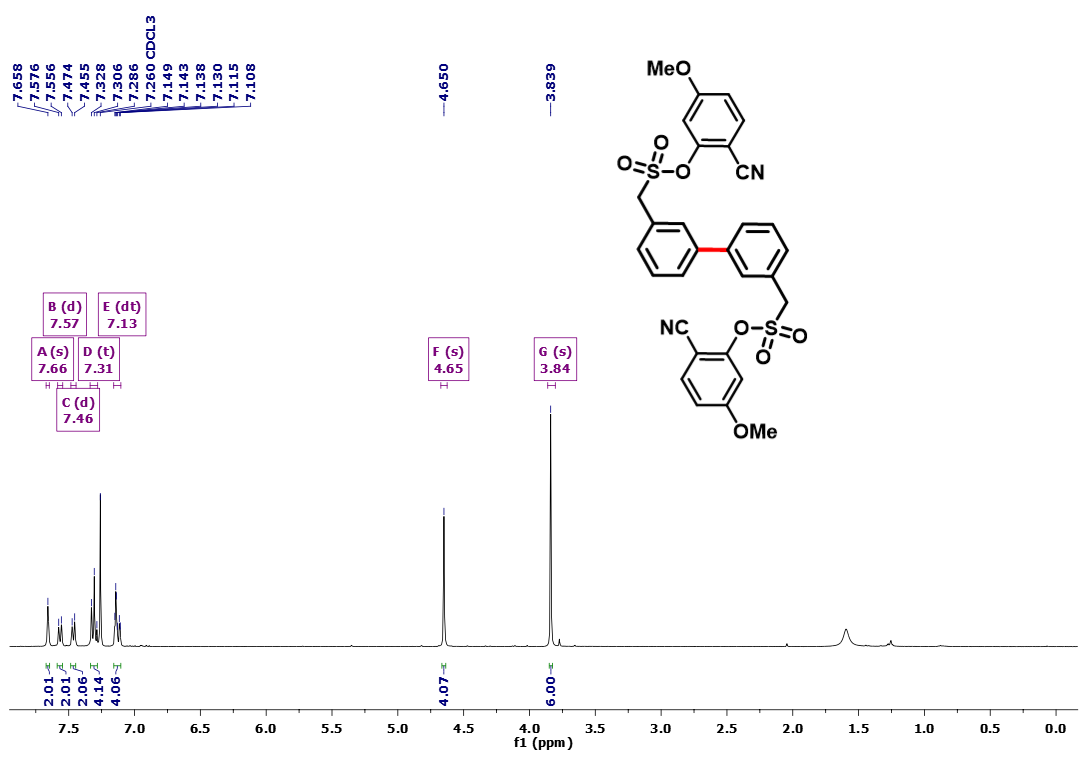 7.658
7.576
7.556
7.474
7.455
7.328
7.306
7.286
7.260 CDCL3
7.149
7.143
7.138
7.130
7.115
7.108
4.650
3.839
MeO
O
O
S
O
CN
NC
O
S
O
O
OMe
B (d)
7.57
E (dt)
7.13
A (s)
7.66
D (t)
7.31
C (d)
7.46
F (s)
4.65
G (s)
3.84
2.01
2.01
2.06
4.14
4.06
4.07
6.00
7.5
7.0
6.5
6.0
5.5
5.0
4.5
4.0
3.5
3.0
2.5
2.0
1.5
1.0
0.5
0.0
f1 (ppm)